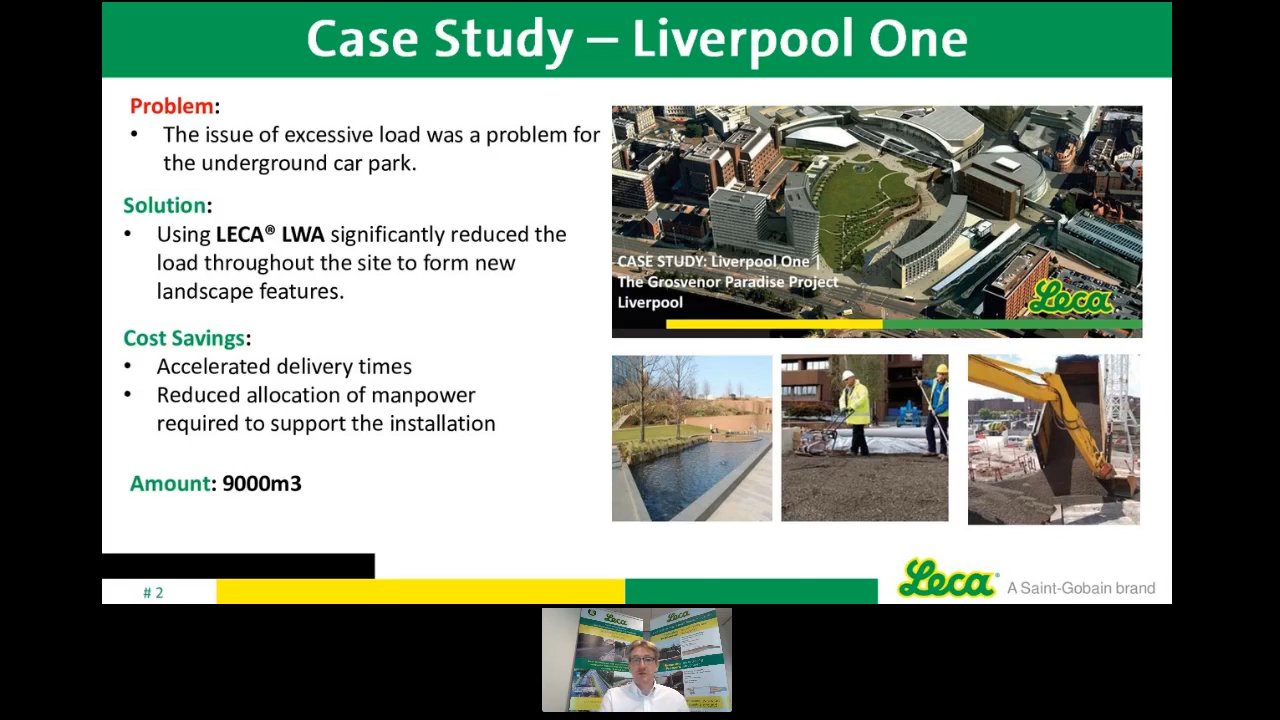 Case Study – Liverpool One
Problem:
• The issue of excessive load was a problem for
the underground car park.
Solution:
• Using LECA® LWA significantly reduced the
load throughout the site to form new
landscape features.
Cost Savings:
• Accelerated delivery times
• Reduced allocation of manpower
required to support the installation
Amount: 9000m3
CASE STUDY: Liverpool One |
The Grosvenor Paradise Project
Liverpool
Leca
# 2
Leca® A Saint-Gobain brand
Leca
Leca